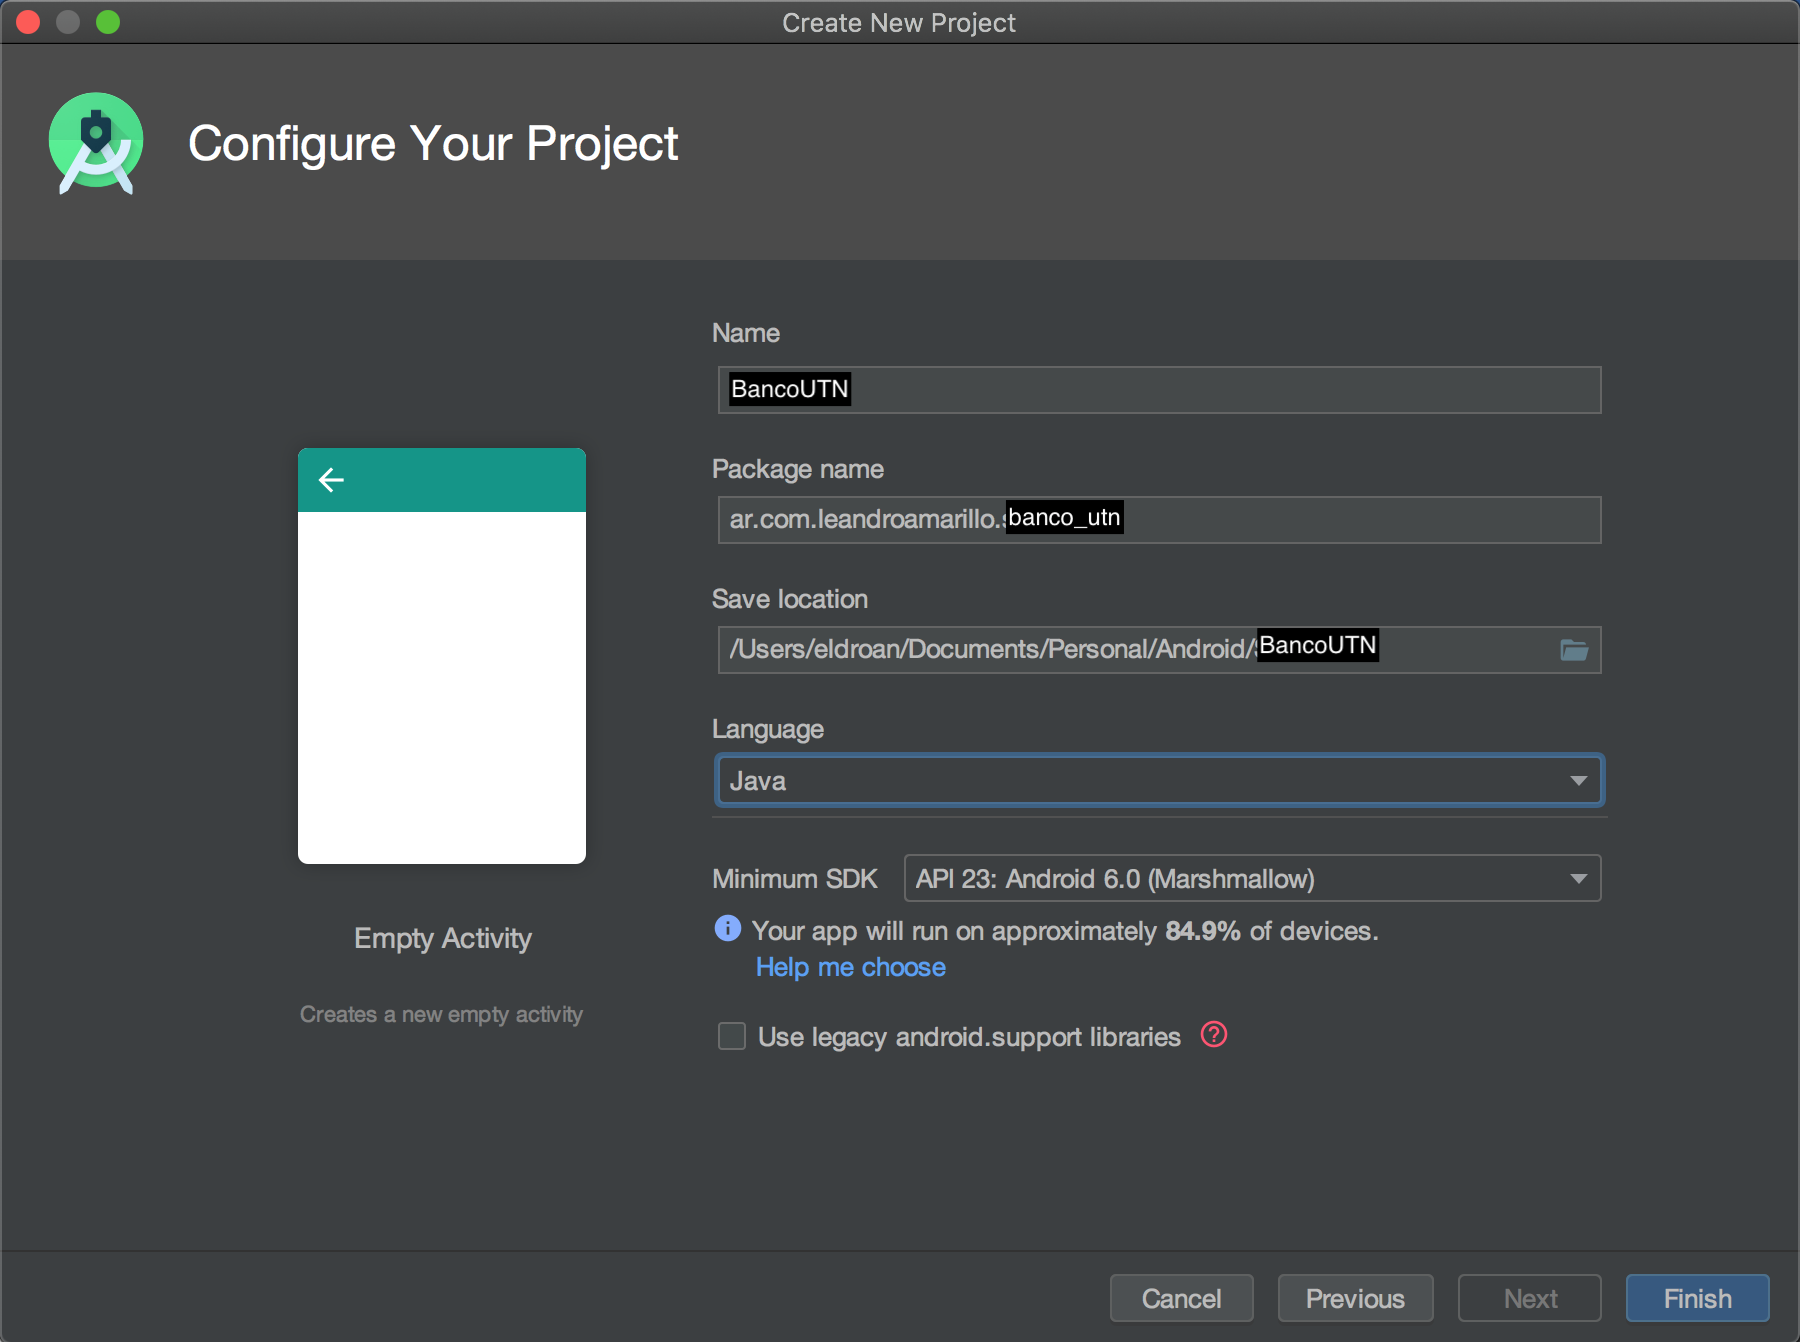 Create New Project
Configure Your Project
Name
BancoUTN
Package name
ar.com.leandroamarillo.banco_utn
Save location
/Users/eldroan/Documents/Personal/Android/BancoUTN
Language
Java
Minimum SDK API 23: Android 6.0 (Marshmallow)
Your app will run on approximately 84.9% of devices.
Help me choose
Empty Activity
Creates a new empty activity
Use legacy android.support libraries ?
Cancel Previous Next Finish